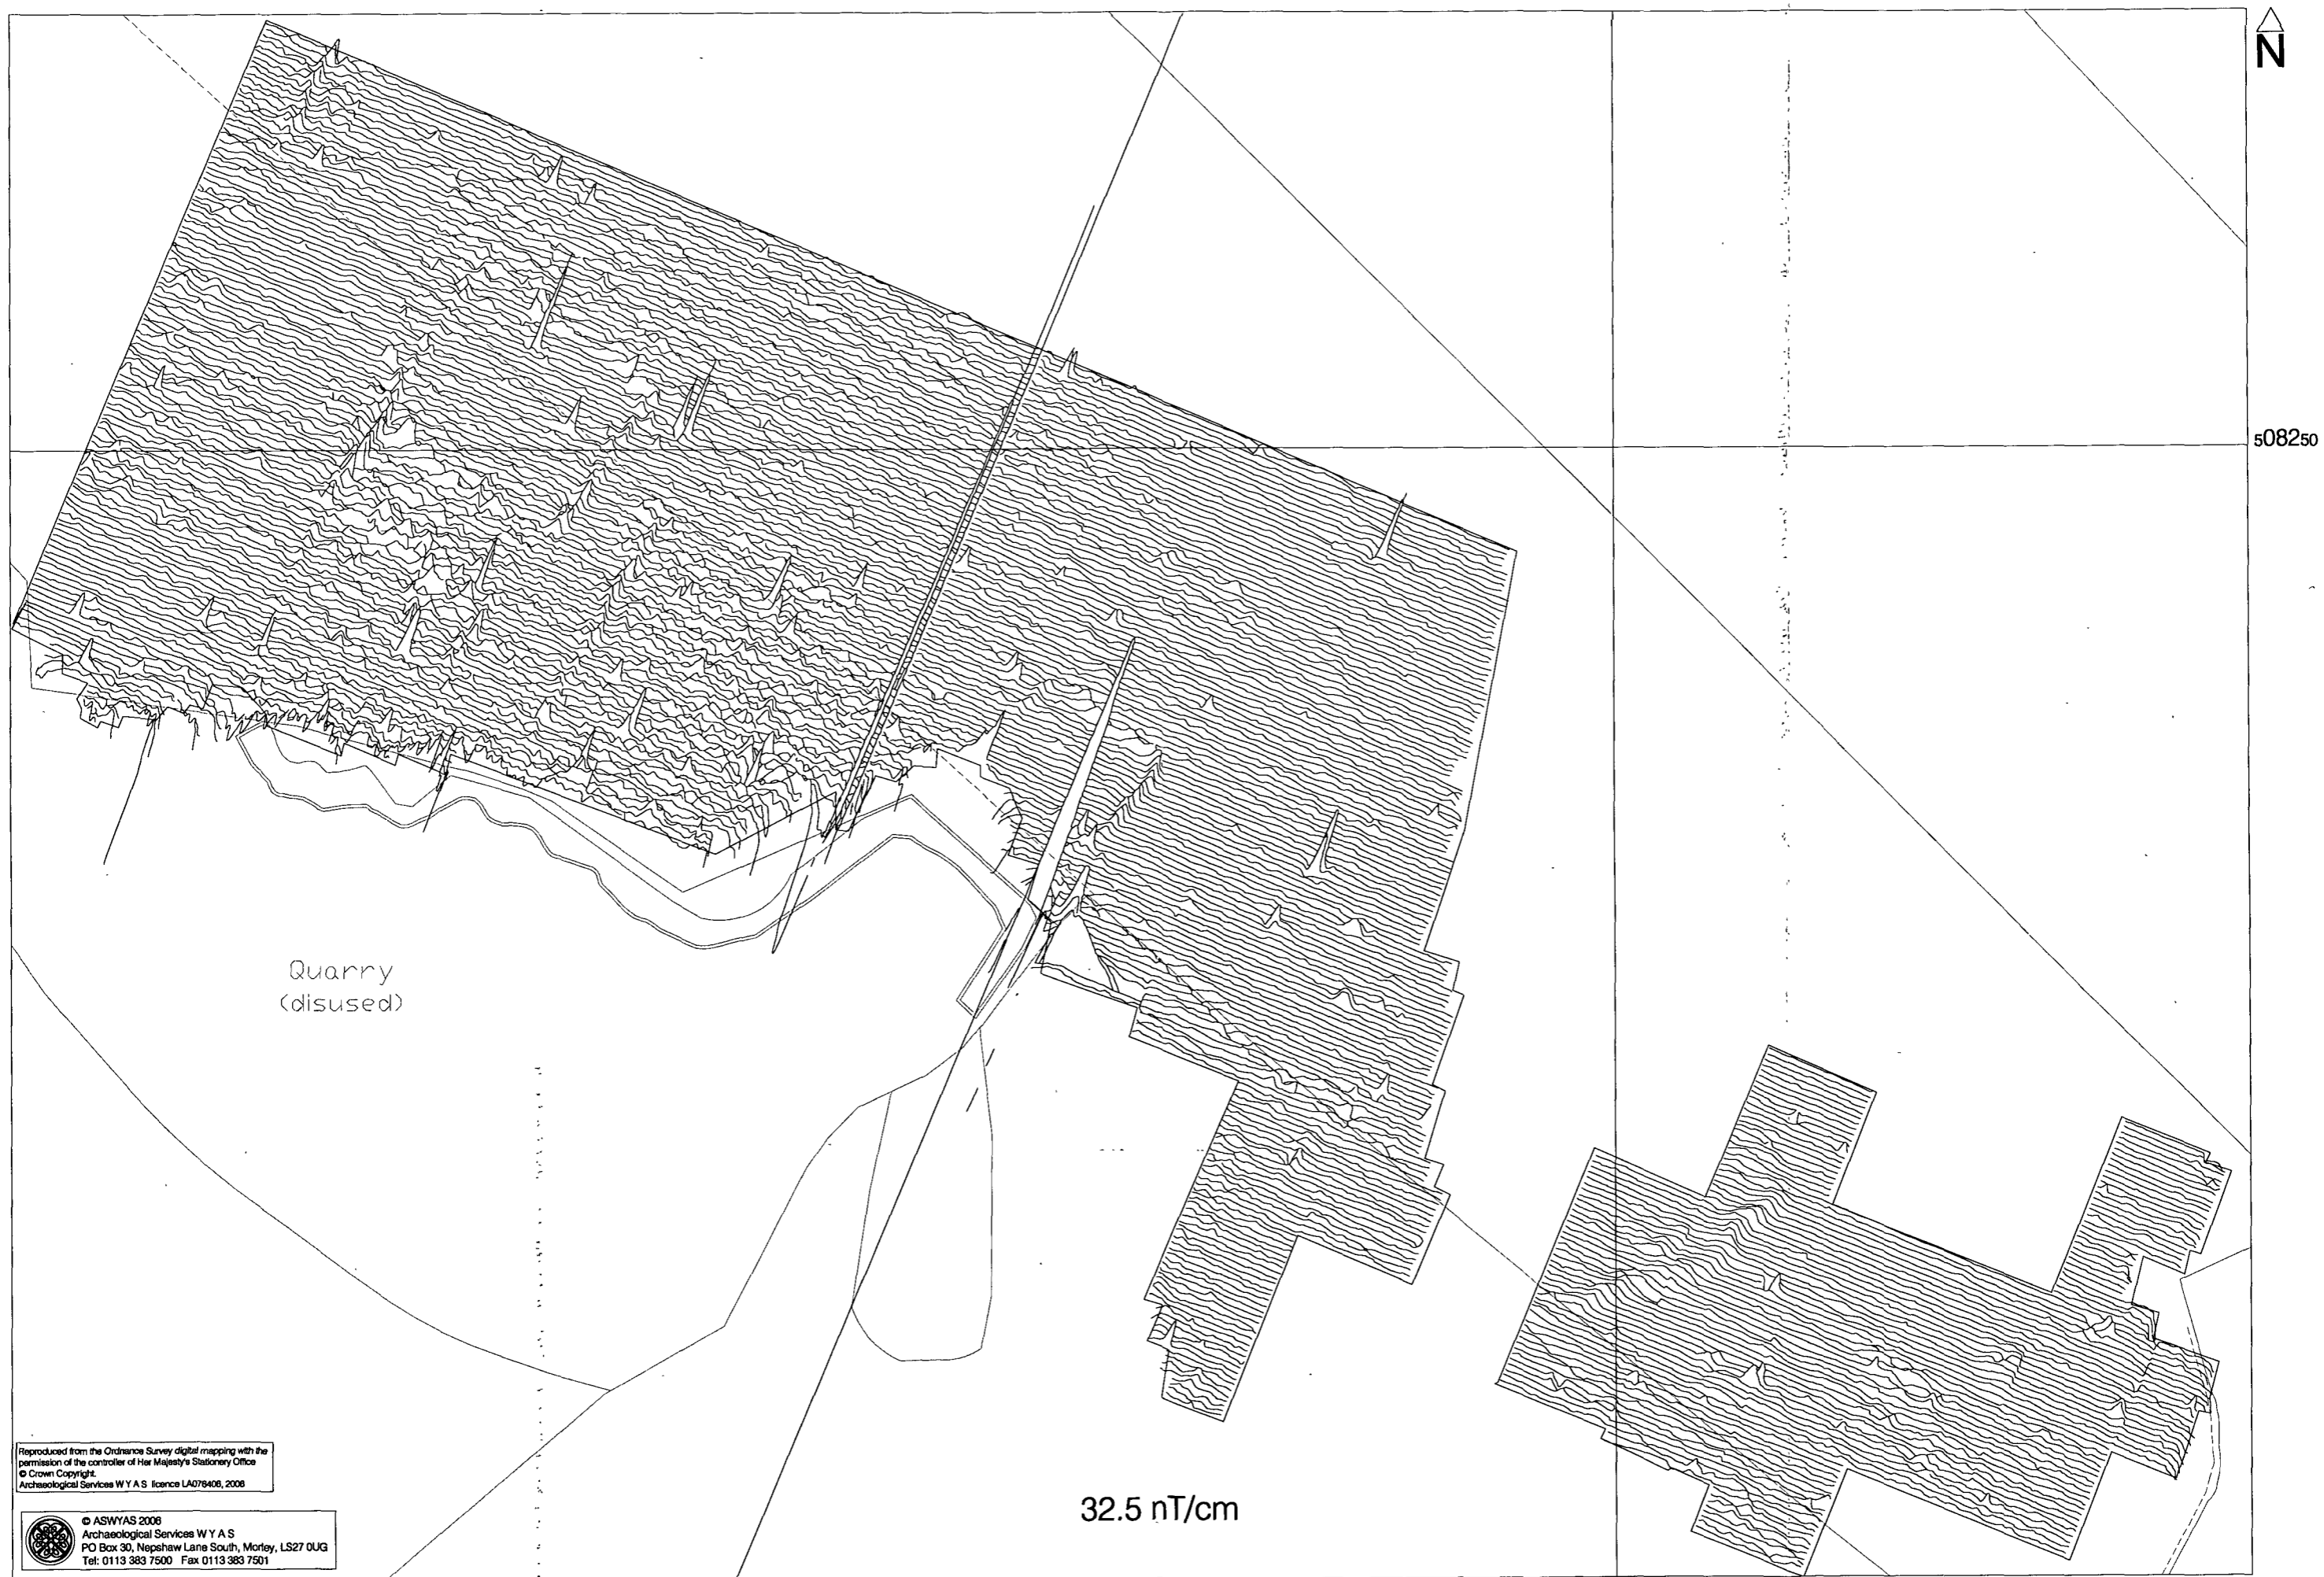 N
508250
Quarry
(disused)
32.5 nT/cm
Reproduced from the Ordnance Survey digital mapping with the
permission of the controller of Her Majesty's Stationery Office
© Crown Copyright.
Archaeological Services W Y A S licence LA076406, 2006
© ASWYAS 2006
Archaeological Services W Y A S
PO Box 30, Nepshaw Lane South, Morley, LS27 0UG
Tel: 0113 383 7500 Fax 0113 383 7501